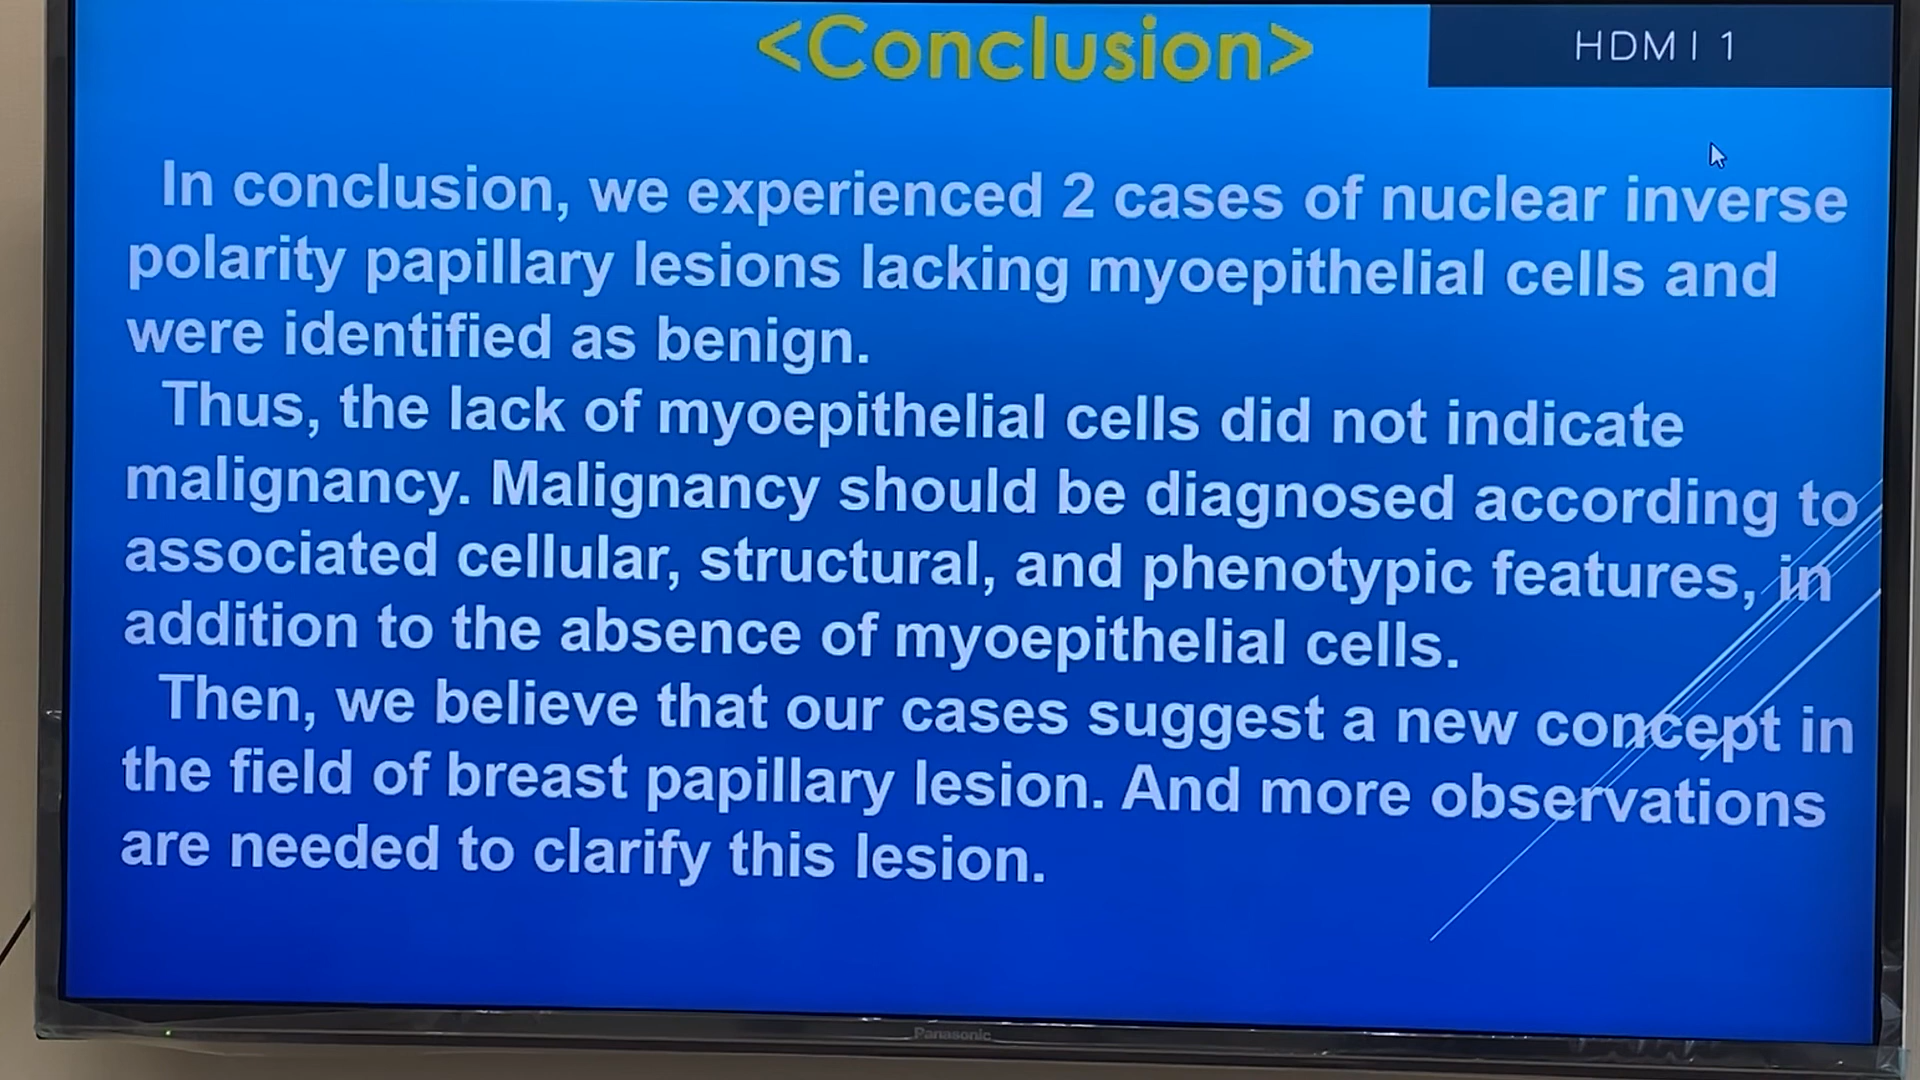 <Conclusion>
HDMI 1
In conclusion, we experienced 2 cases of nuclear inverse
polarity papillary lesions lacking myoepithelial cells and
were identified as benign.
Thus, the lack of myoepithelial cells did not indicate
malignancy. Malignancy should be diagnosed according to
associated cellular, structural, and phenotypic features, in
addition to the absence of myoepithelial cells.
Then, we believe that our cases suggest a new concept in
the field of breast papillary lesion. And more observations
are needed to clarify this lesion.
Panasonic